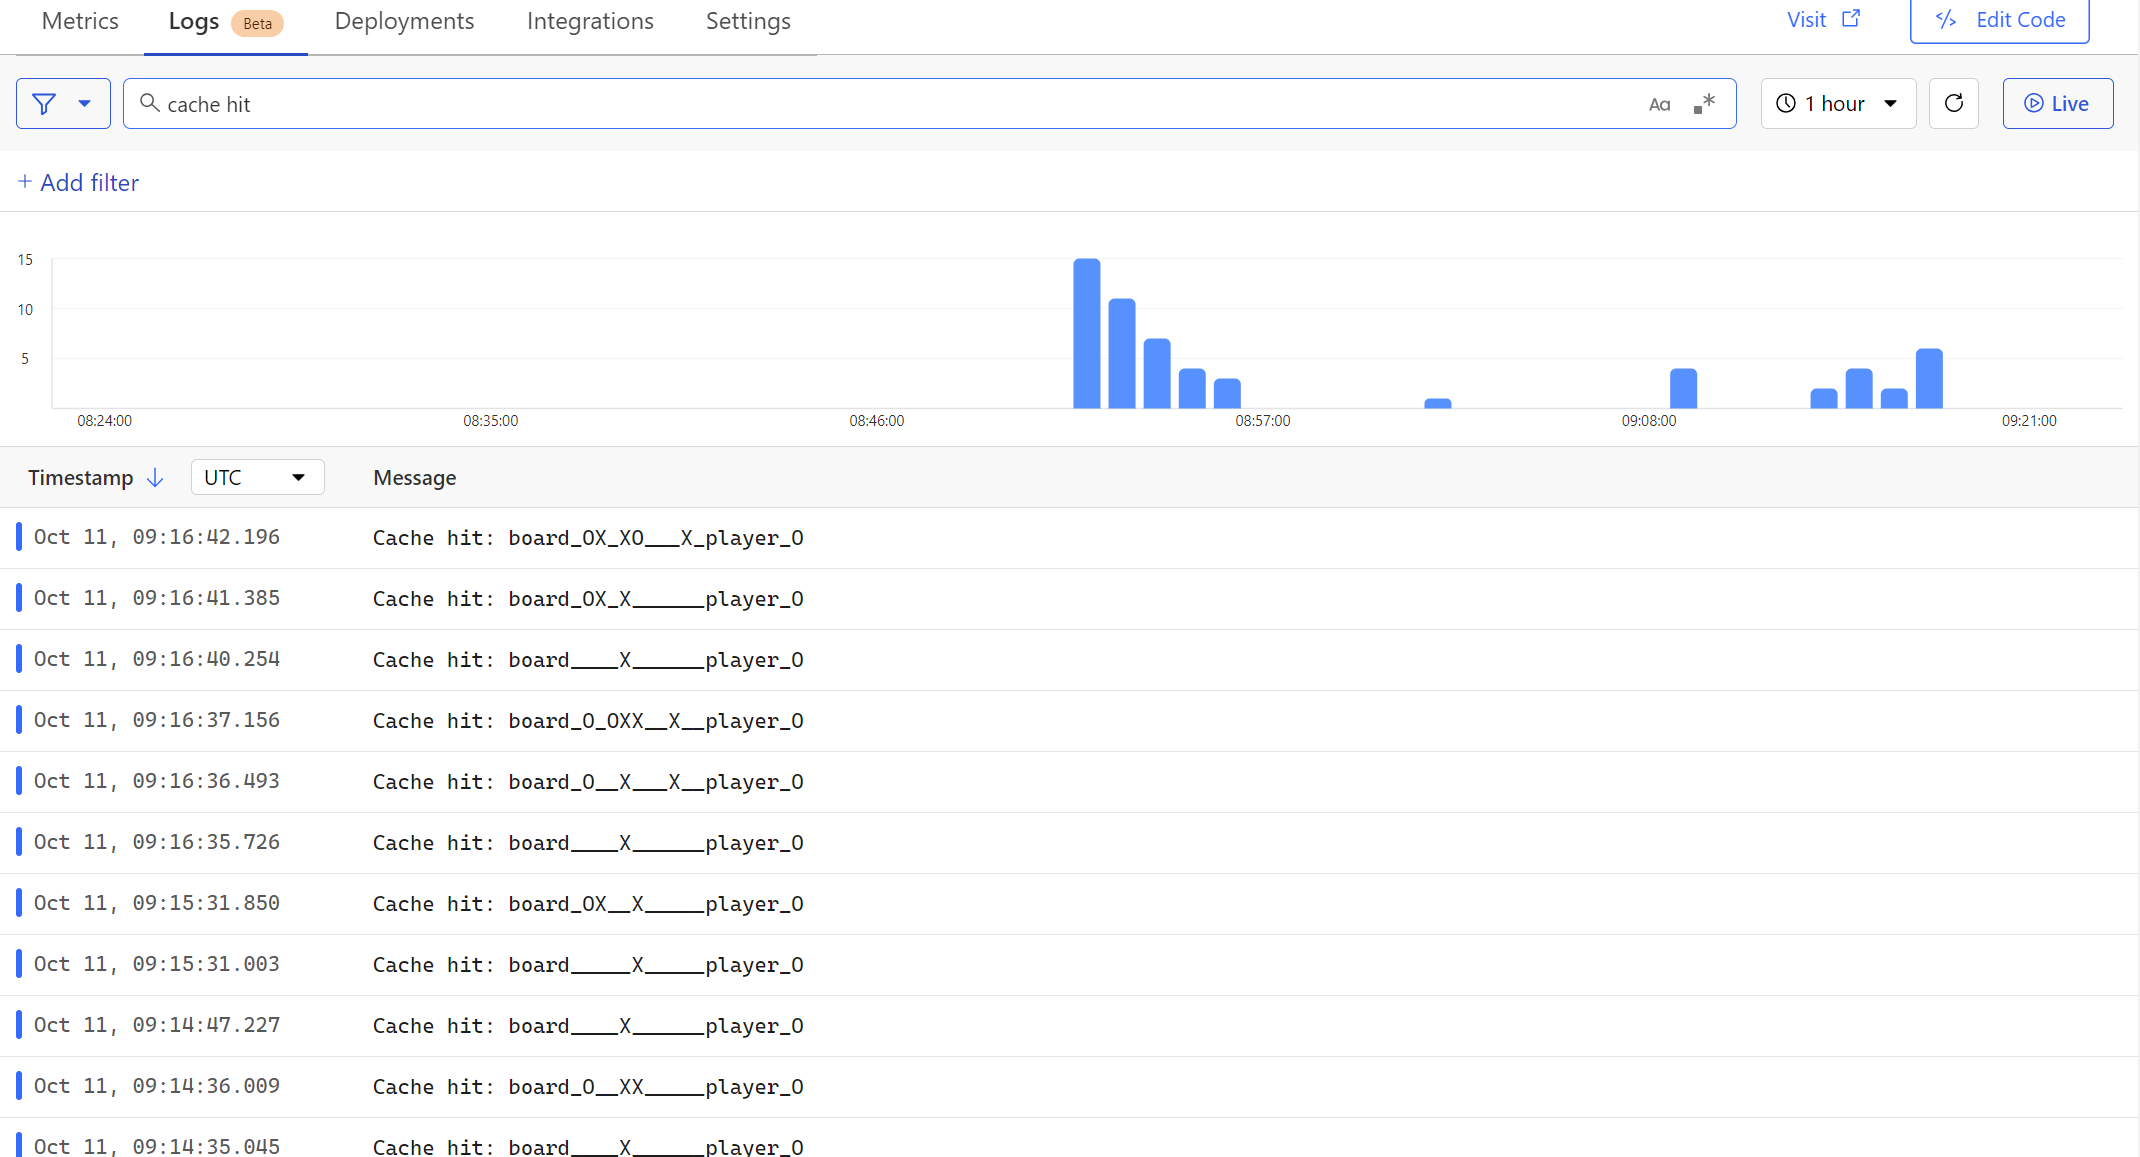 Metrics
Logs
Beta
Deployments
Integrations
Settings
Visit
Edit Code
cache hit
Aa
1 hour
Live
+ Add filter
15
10
5
08:24:00
08:35:00
08:46:00
08:57:00
09:08:00
09:21:00
Timestamp
UTC
Message
Oct 11, 09:16:42.196 Cache hit: board_OX_XO___X_player_O
Oct 11, 09:16:41.385 Cache hit: board_OX_X______player_O
Oct 11, 09:16:40.254 Cache hit: board____X______player_O
Oct 11, 09:16:37.156 Cache hit: board_O_OXX__X__player_O
Oct 11, 09:16:36.493 Cache hit: board_O__X___X__player_O
Oct 11, 09:16:35.726 Cache hit: board____X______player_O
Oct 11, 09:15:31.850 Cache hit: board_OX__X_____player_O
Oct 11, 09:15:31.003 Cache hit: board_____X_____player_O
Oct 11, 09:14:47.227 Cache hit: board____X______player_O
Oct 11, 09:14:36.009 Cache hit: board_O__XX_____player_O
Oct 11, 09:14:35.045 Cache hit: board____X______player_O